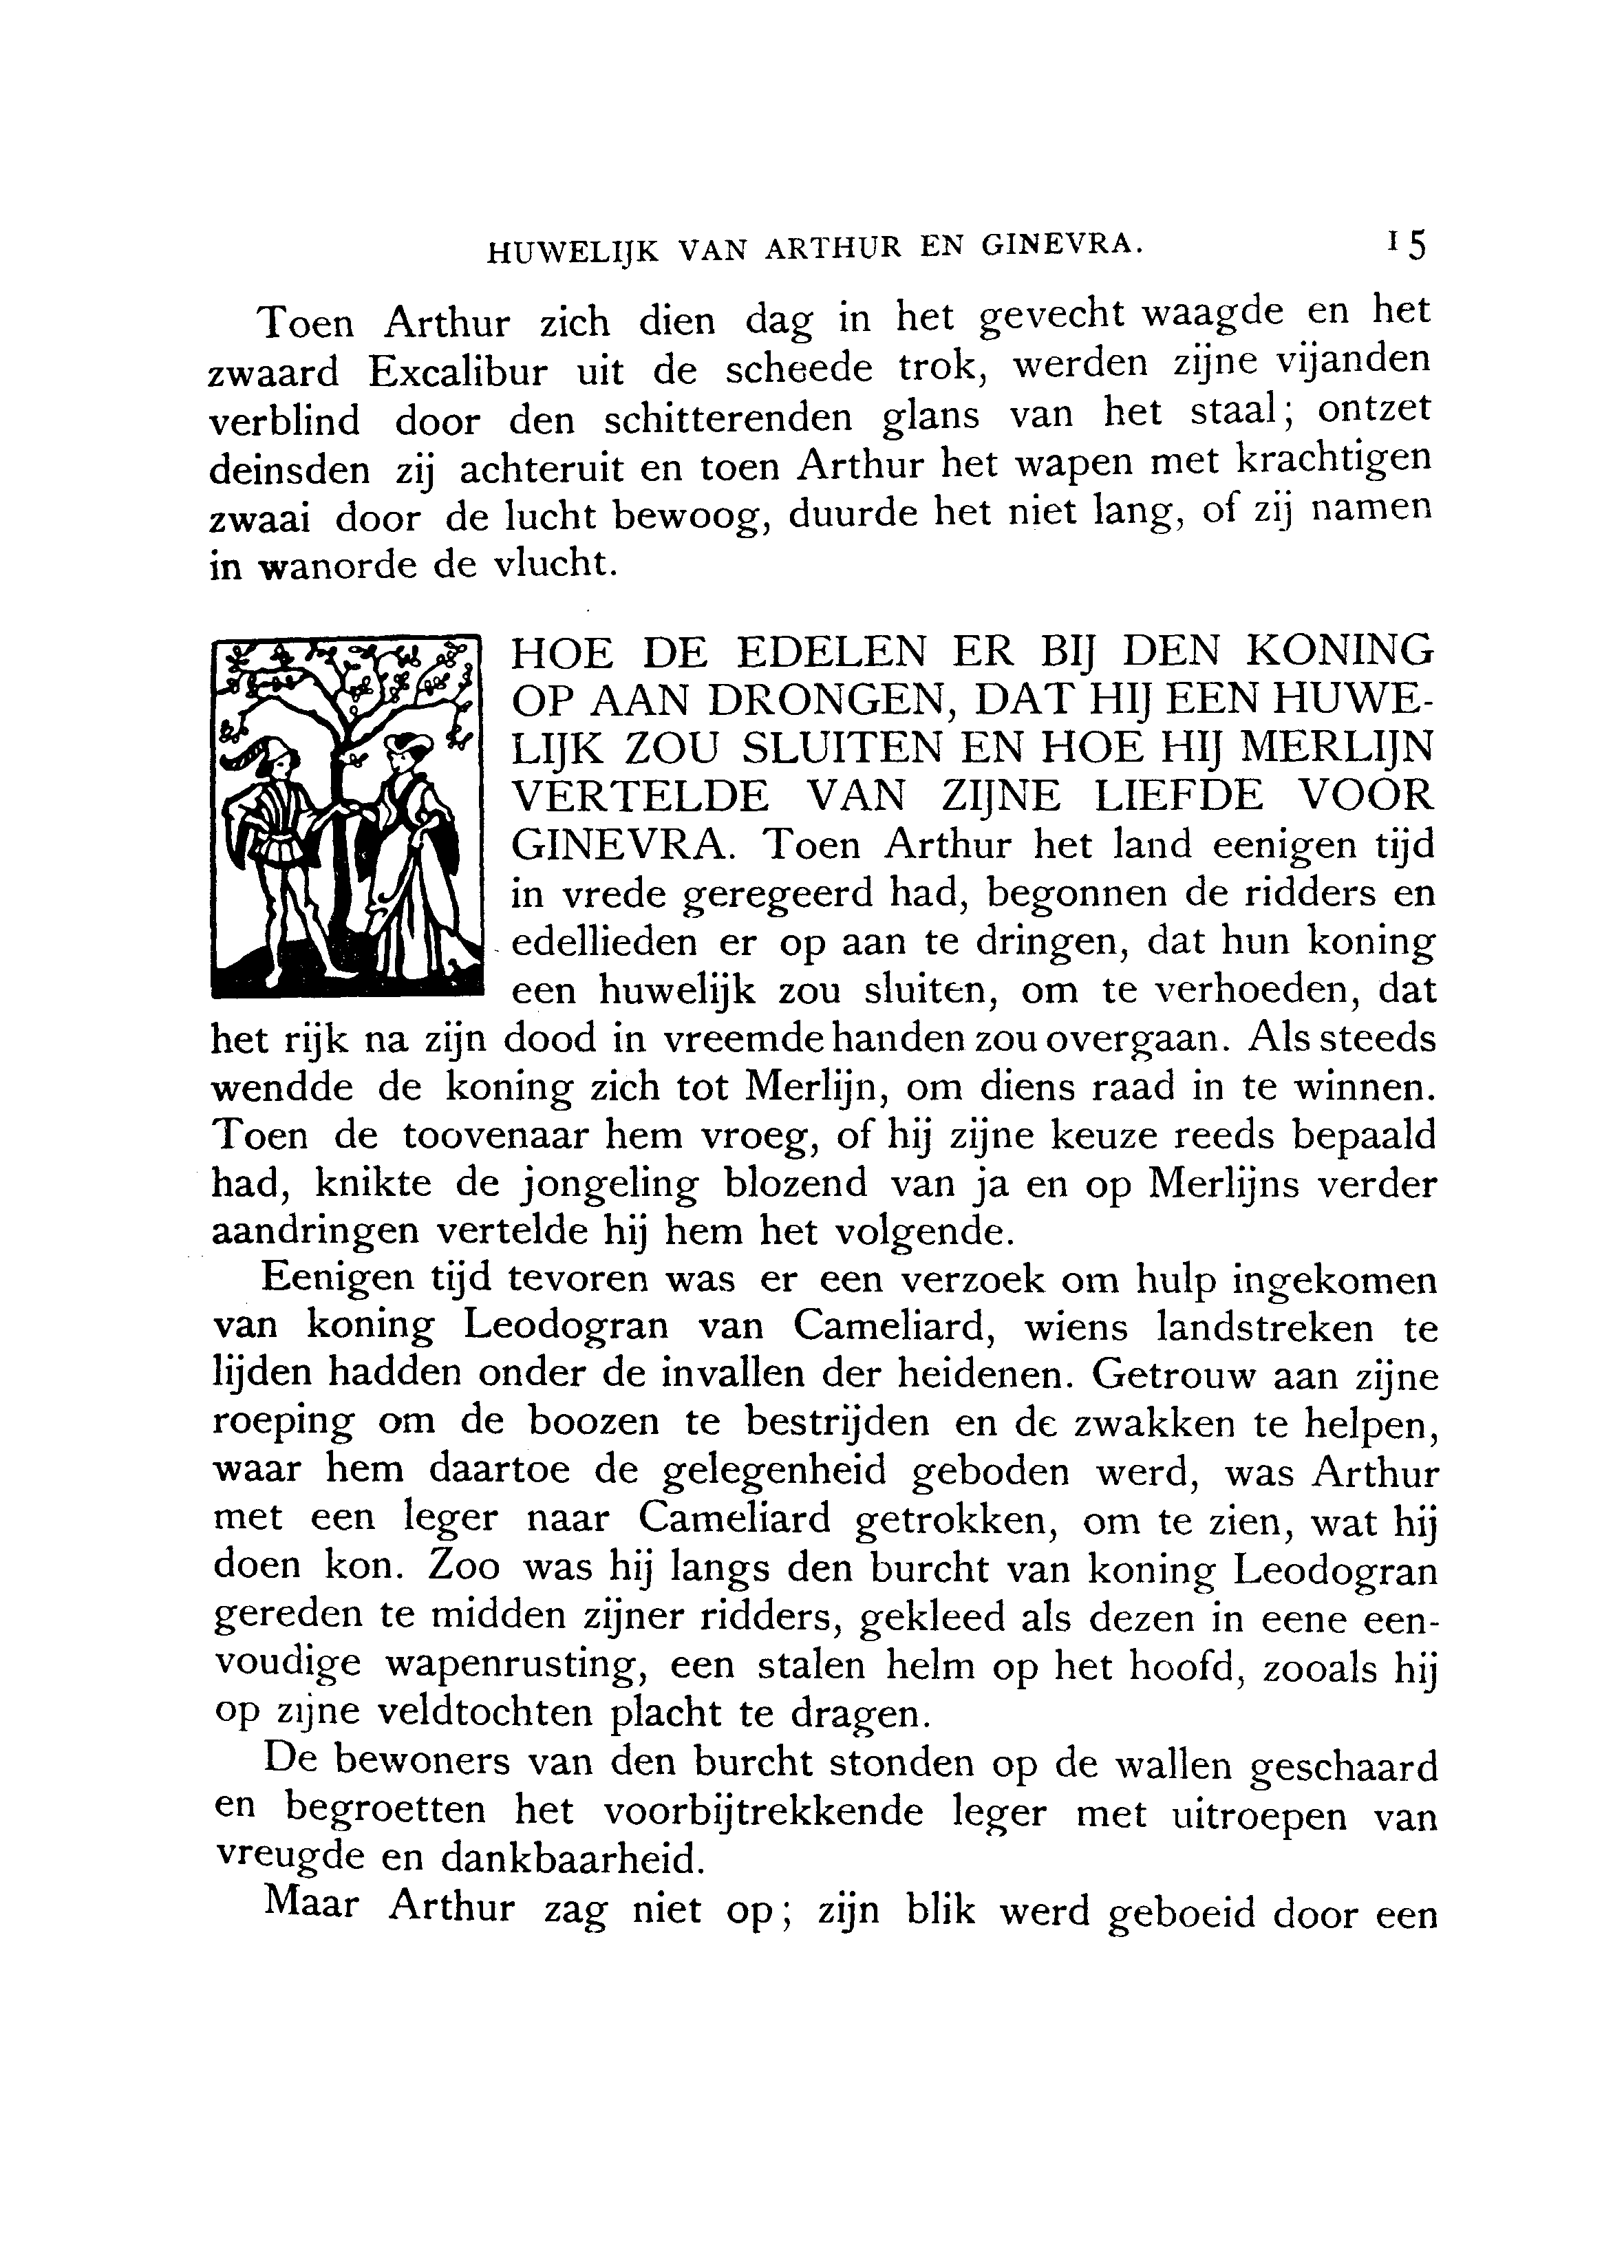 HUWELIJK VAN ARTHUR EN GINEVRA. 15
Toen Arthur zich dien dag in het gevecht waagde en het
zwaard Excalibur uit de scheede trok, werden zijne vijanden
verblind door den schitterenden glans van het staal; ontzet
deinsden zij achteruit en toen Arthur het wapen met krachtigen
zwaai door de lucht bewoog, duurde het niet lang, of zij namen
in wanorde de vlucht.
HOE DE EDELEN ER BIJ DEN KONING
OP AAN DRONGEN, DAT HIJ EEN HUWE-
LIJK ZOU SLUITEN EN HOE HIJ MERLIJN
VERTELDE VAN ZIJNE LIEFDE VOOR
GINEVRA. Toen Arthur het land eenigen tijd
in vrede geregeerd had, begonnen de ridders en
edellieden er op aan te dringen, dat hun koning
een huwelijk zou sluiten, om te verhoeden, dat
het rijk na zijn dood in vreemde handen zou overgaan. Als steeds
wendde de koning zich tot Merlijn, om diens raad in te winnen.
Toen de toovenaar hem vroeg, of hij zijne keuze reeds bepaald
had, knikte de jongeling blozend van ja en op Merlijns verder
aandringen vertelde hij hem het volgende.
Eenigen tijd tevoren was er een verzoek om hulp ingekomen
van koning Leodogran van Cameliard, wiens landstreken te
lijden hadden onder de invallen der heidenen. Getrouw aan zijne
roeping om de boozen te bestrijden en de zwakken te helpen,
waar hem daartoe de gelegenheid geboden werd, was Arthur
met een leger naar Cameliard getrokken, om te zien, wat hij
doen kon. Zoo was hij langs den burcht van koning Leodogran
gereden te midden zijner ridders, gekleed als dezen in eene een-
voudige wapenrusting, een stalen helm op het hoofd, zooals hij
op zijne veldtochten placht te dragen.
De bewoners van den burcht stonden op de wallen geschaard
en begroetten het voorbijtrekkende leger met uitroepen van
vreugde en dankbaarheid.
Maar Arthur zag niet op; zijn blik werd geboeid door een